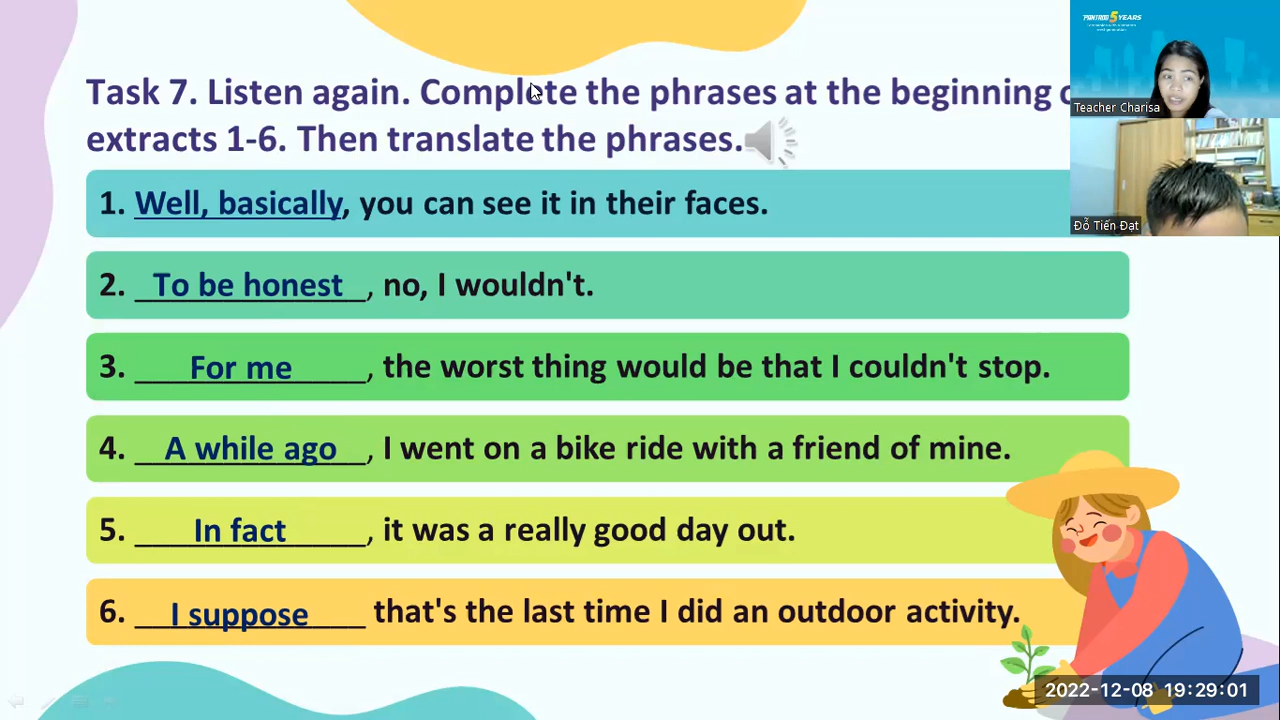 Task 7. Listen again. Complete the phrases at the beginning
extracts 1-6. Then translate the phrases.
1. Well, basically, you can see it in their faces.
2. To be honest, no, I wouldn't.
3. For me, the worst thing would be that I couldn't stop.
4. A while ago, I went on a bike ride with a friend of mine.
5. In fact, it was a really good day out.
6. I suppose that's the last time I did an outdoor activity.
5 YEARS
Teacher Charisa
Đỗ Tiến Đạt
2022-12-08 19:29:01